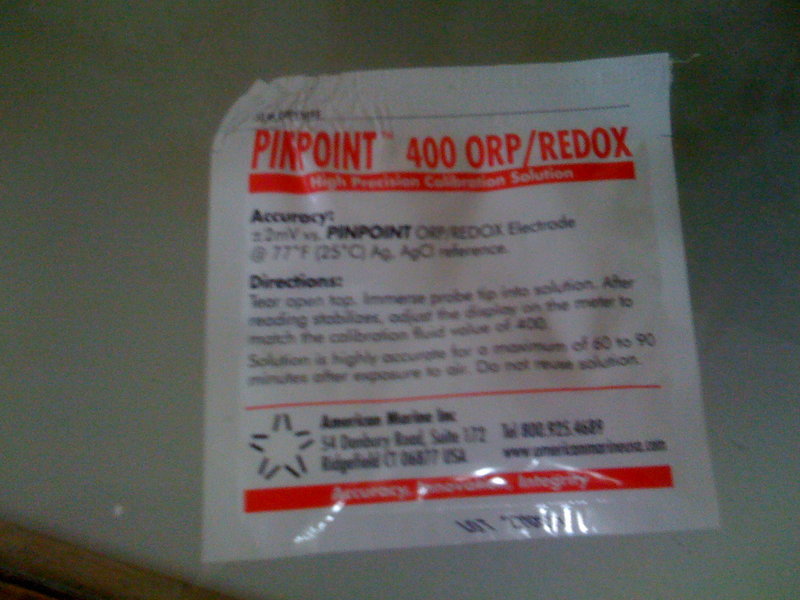 PINPOINT™ 400 ORP/REDOX
High Precision Calibration Solution
Accuracy:
±2mV vs. PINPOINT ORP/REDOX Electrode
@ 77°F (25°C) Ag, AgCl reference.
Directions:
Tear open top. Immerse probe tip into solution. After
reading stabilizes, adjust the display on the meter to
match the calibration fluid value of 400.
Solution is highly accurate for a maximum of 60 to 90
minutes after exposure to air. Do not reuse solution.
American Marine Inc
54 Danbury Road, Suite 172 Tel 800.925.4689
Ridgefield CT 06877 USA www.americanmarineusa.com
Accuracy, Innovation, Integrity
LOT